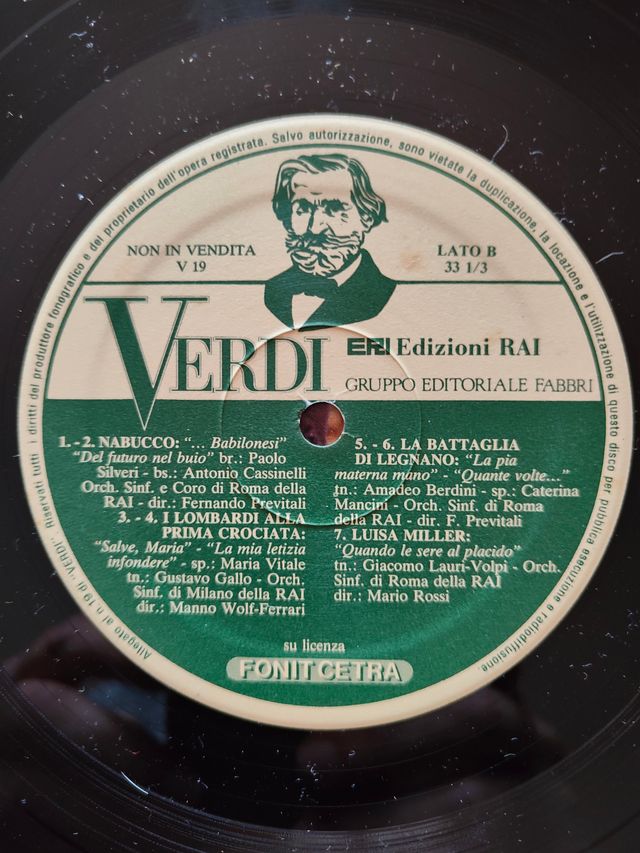 Riservati tutti i diritti del produttore fonografico e del proprietario dell'opera registrata. Salvo autorizzazione, sono vietate la duplicazione, la locazione e l'utilizzazione di questo disco per pubblica esecuzione e radiodiffusione.
NON IN VENDITA
V 19
LATO B
33 1/3
VERDI
ERI Edizioni RAI
GRUPPO EDITORIALE FABBRI
1. - 2. NABUCCO: “... Babilonesi”
“Del futuro nel buio” br.: Paolo
Silveri - bs.: Antonio Cassinelli
Orch. Sinf. e Coro di Roma della
RAI - dir.: Fernando Previtali
3. - 4. I LOMBARDI ALLA
PRIMA CROCIATA:
“Salve, Maria” - “La mia letizia
infondere” - sp.: Maria Vitale
tn.: Gustavo Gallo - Orch.
Sinf. di Milano della RAI
dir.: Manno Wolf-Ferrari
5. - 6. LA BATTAGLIA
DI LEGNANO: “La pia
materna mano” - “Quante volte...”
tn.: Amadeo Berdini - sp.: Caterina
Mancini - Orch. Sinf. di Roma
della RAI - dir. F. Previtali
7. LUISA MILLER:
“Quando le sere al placido”
tn.: Giacomo Lauri-Volpi - Orch.
Sinf. di Roma della RAI
dir.: Mario Rossi
su licenza
FONIT CETRA
Allegato al n. 19 di “VERDI”